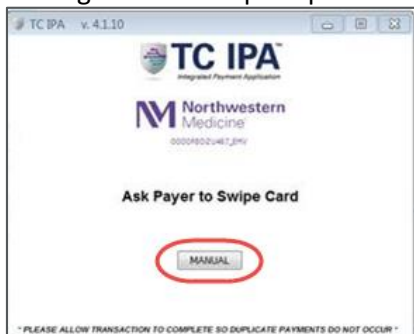 TC IPA v. 4.1.10
TC IPA™
Integrated Payment Application
Northwestern
Medicine
Ask Payer to Swipe Card
MANUAL
* PLEASE ALLOW TRANSACTION TO COMPLETE SO DUPLICATE PAYMENTS DO NOT OCCUR *